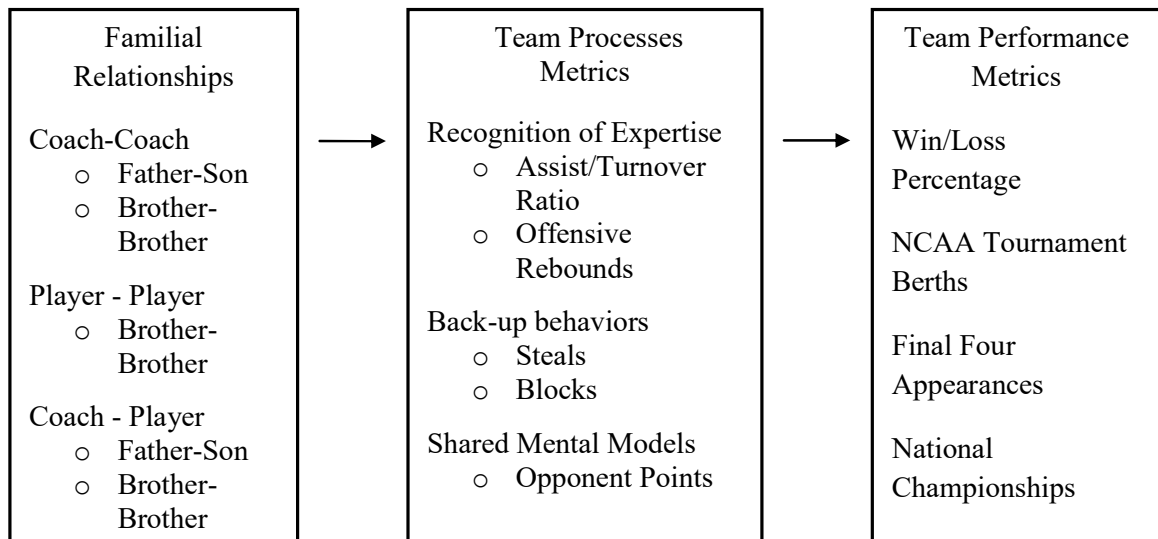 Familial
Relationships
Coach-Coach
o Father-Son
o Brother-
Brother
Player - Player
o Brother-
Brother
Coach - Player
o Father-Son
o Brother-
Brother
Team Processes
Metrics
Recognition of Expertise
o Assist/Turnover
Ratio
o Offensive
Rebounds
Back-up behaviors
o Steals
o Blocks
Shared Mental Models
o Opponent Points
Team Performance
Metrics
Win/Loss
Percentage
NCAA Tournament
Berths
Final Four
Appearances
National
Championships